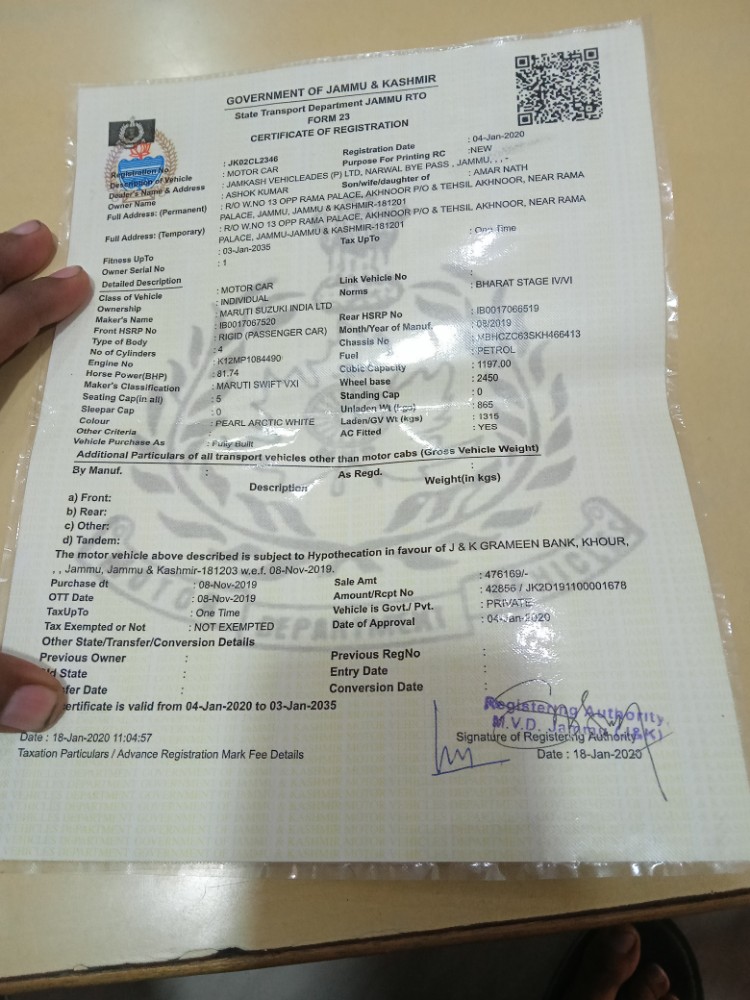 GOVERNMENT OF JAMMU & KASHMIR
State Transport Department JAMMU RTO
FORM 23
CERTIFICATE OF REGISTRATION
Registration No : JK02CL2346 Registration Date : 04-Jan-2020
Description of Vehicle : MOTOR CAR Purpose For Printing RC :NEW
Dealer's Name & Address : JAMKASH VEHICLEADES (P) LTD, NARWAL BYE PASS , JAMMU, , , -
Owner Name : ASHOK KUMAR Son/wife/daughter of : AMAR NATH
Full Address: (Permanent) : R/O W.NO 13 OPP RAMA PALACE, AKHNOOR P/O & TEHSIL AKHNOOR, NEAR RAMA
PALACE, JAMMU, JAMMU & KASHMIR-181201
Full Address: (Temporary) : R/O W.NO 13 OPP RAMA PALACE, AKHNOOR P/O & TEHSIL AKHNOOR, NEAR RAMA
PALACE, JAMMU-JAMMU & KASHMIR-181201
Fitness UpTo : 03-Jan-2035 Tax UpTo : One Time
Owner Serial No : 1
Detailed Description
Class of Vehicle : MOTOR CAR Link Vehicle No :
Ownership : INDIVIDUAL Norms : BHARAT STAGE IV/VI
Maker's Name : MARUTI SUZUKI INDIA LTD
Front HSRP No : IB0017067520 Rear HSRP No : IB0017066519
Type of Body : RIGID (PASSENGER CAR) Month/Year of Manuf. : 08/2019
No of Cylinders : 4 Chassis No : MBHCZC63SKH466413
Engine No : K12MP1084490 Fuel : PETROL
Horse Power(BHP) : 81.74 Cubic Capacity : 1197.00
Maker's Classification : MARUTI SWIFT VXI Wheel base : 2450
Seating Cap(in all) : 5 Standing Cap : 0
Sleepar Cap : 0 Unladen Wt (kgs) : 865
Colour : PEARL ARCTIC WHITE Laden/GV Wt (kgs) : 1315
Other Criteria : AC Fitted : YES
Vehicle Purchase As : Fully Built
Additional Particulars of all transport vehicles other than motor cabs (Gross Vehicle Weight)
By Manuf. : As Regd. :
Description Weight(in kgs)
a) Front:
b) Rear:
c) Other:
d) Tandem:
The motor vehicle above described is subject to Hypothecation in favour of J & K GRAMEEN BANK, KHOUR,
, , Jammu, Jammu & Kashmir-181203 w.e.f. 08-Nov-2019.
Purchase dt : 08-Nov-2019 Sale Amt : 476169/-
OTT Date : 08-Nov-2019 Amount/Rcpt No : 42856 / JK2D191100001678
TaxUpTo : One Time Vehicle is Govt./ Pvt. : PRIVATE
Tax Exempted or Not : NOT EXEMPTED Date of Approval : 04-Jan-2020
Other State/Transfer/Conversion Details
Previous Owner : Previous RegNo :
ld State : Entry Date :
fer Date : Conversion Date :
certificate is valid from 04-Jan-2020 to 03-Jan-2035
Registering Authority
M.V.D. Jammu (J&K)
Date : 18-Jan-2020 11:04:57 Signature of Registering Authority
Taxation Particulars / Advance Registration Mark Fee Details Date : 18-Jan-2020